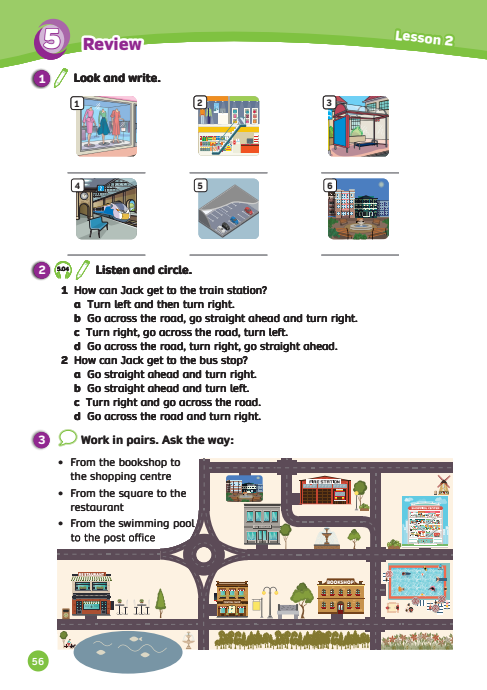 5 Review
Lesson 2
1 Look and write.
1
2
3
4
5
6
2 5.04 Listen and circle.
1 How can Jack get to the train station?
a Turn left and then turn right.
b Go across the road, go straight ahead and turn right.
c Turn right, go across the road, turn left.
d Go across the road, turn right, go straight ahead.
2 How can Jack get to the bus stop?
a Go straight ahead and turn right.
b Go straight ahead and turn left.
c Turn right and go across the road.
d Go across the road and turn right.
3 Work in pairs. Ask the way:
• From the bookshop to
the shopping centre
• From the square to the
restaurant
• From the swimming pool
to the post office
FIRE STATION
RESTAURANT
BOOKSHOP
56